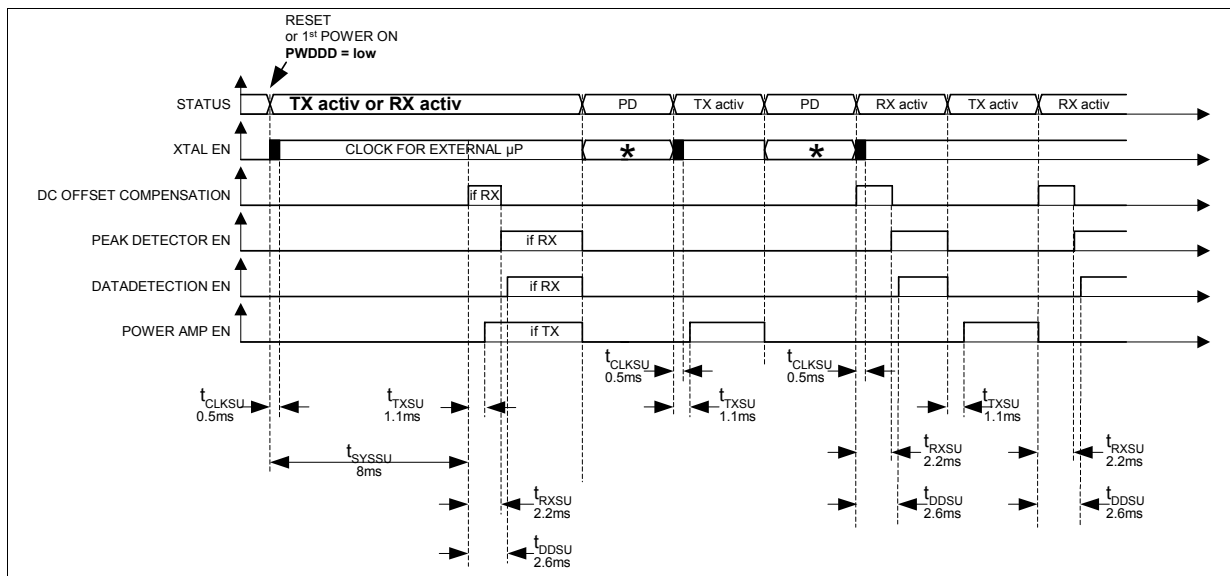 RESET
or 1st POWER ON
PWDDD = low
STATUS
TX activ or RX activ
PD
TX activ
PD
RX activ
TX activ
RX activ
XTAL EN
CLOCK FOR EXTERNAL µP
*
*
DC OFFSET COMPENSATION
if RX
PEAK DETECTOR EN
if RX
DATADETECTION EN
if RX
POWER AMP EN
if TX
tCLKSU
0.5ms
tCLKSU
0.5ms
tCLKSU
0.5ms
tTXSU
1.1ms
tTXSU
1.1ms
tTXSU
1.1ms
tSYSSU
8ms
tRXSU
2.2ms
tRXSU
2.2ms
tRXSU
2.2ms
tDDSU
2.6ms
tDDSU
2.6ms
tDDSU
2.6ms